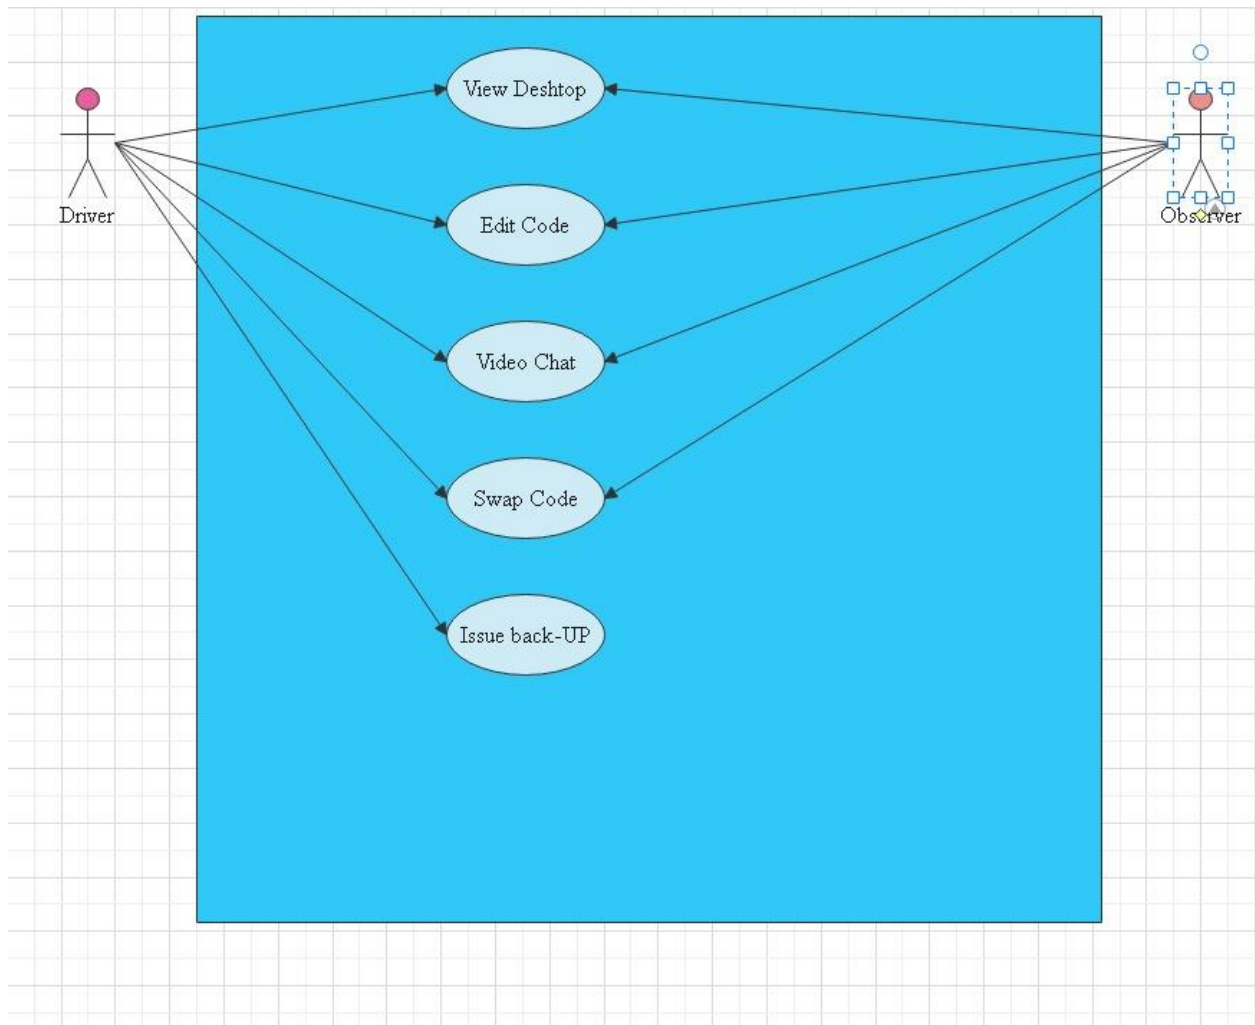 View Deshtop
Driver
Observer
Edit Code
Video Chat
Swap Code
Issue back-UP